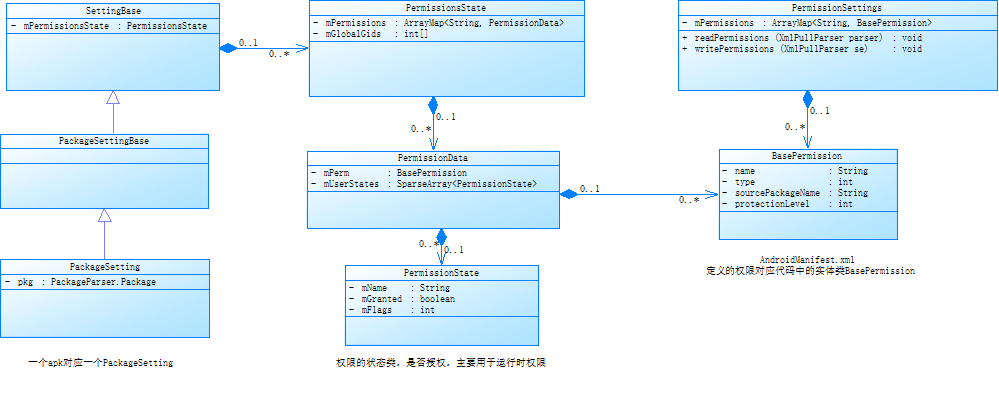 SettingBase
- mPermissionsState : PermissionsState
PermissionsState
- mPermissions : ArrayMap<String, PermissionData>
- mGlobalGids : int[]
PermissionSettings
- mPermissions : ArrayMap<String, BasePermission>
+ readPermissions (XmlPullParser parser) : void
+ writePermissions (XmlPullParser se) : void
0..1
0..*
0..1
0..*
0..1
0..*
PackageSettingBase
PermissionData
- mPerm : BasePermission
- mUserStates : SparseArray<PermissionState>
BasePermission
- name : String
- type : int
- sourcePackageName : String
- protectionLevel : int
0..1
0..*
0..*
0..1
PackageSetting
- pkg : PackageParser.Package
PermissionState
- mName : String
- mGranted : boolean
- mFlags : int
AndroidManifest.xml
定义的权限对应代码中的实体类BasePermission
一个apk对应一个PackageSetting
权限的状态类，是否授权，主要用于运行时权限